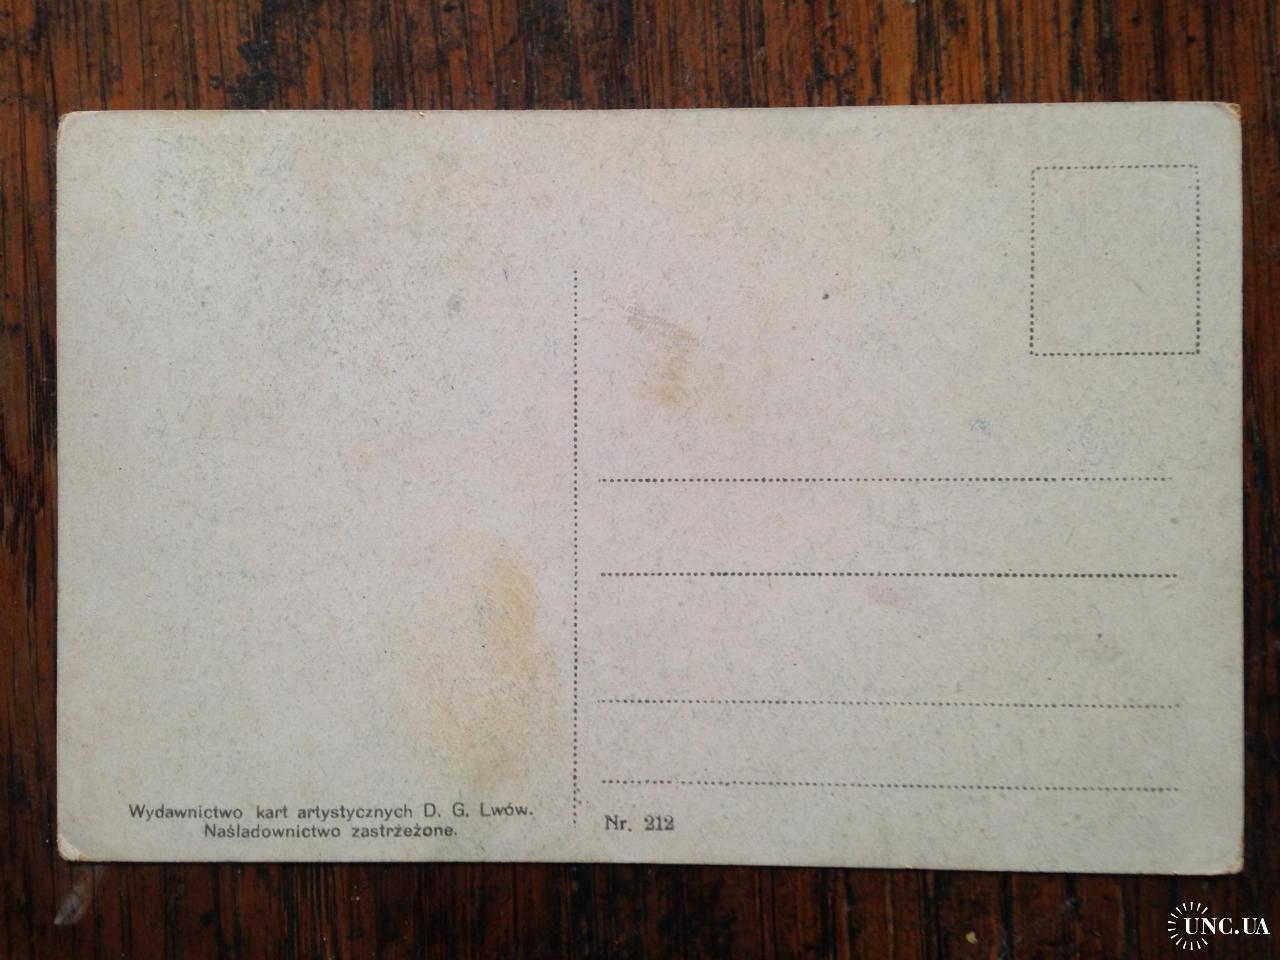 Wydawnictwo kart artystycznych D. G. Lwów.
Naśladownictwo zastrzeżone.
Nr. 212
UNC.UA